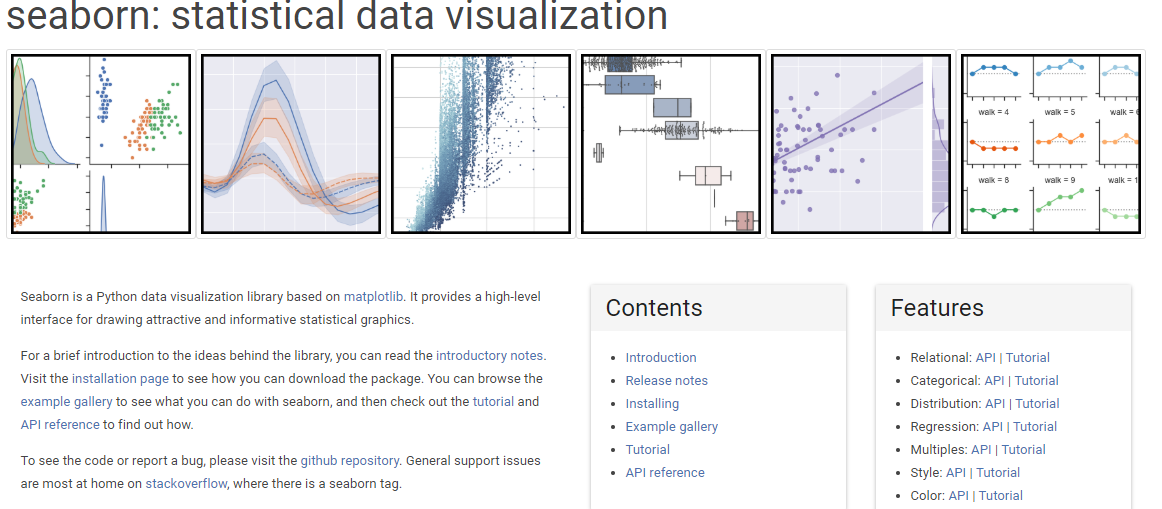 seaborn: statistical data visualization
walk = 4
walk = 5
walk = 8
walk = 9
Seaborn is a Python data visualization library based on matplotlib. It provides a high-level
interface for drawing attractive and informative statistical graphics.
For a brief introduction to the ideas behind the library, you can read the introductory notes.
Visit the installation page to see how you can download the package. You can browse the
example gallery to see what you can do with seaborn, and then check out the tutorial and
API reference to find out how.
To see the code or report a bug, please visit the github repository. General support issues
are most at home on stackoverflow, where there is a seaborn tag.
Contents
Introduction
Release notes
Installing
Example gallery
Tutorial
API reference
Features
Relational: API | Tutorial
Categorical: API | Tutorial
Distribution: API | Tutorial
Regression: API | Tutorial
Multiples: API | Tutorial
Style: API | Tutorial
Color: API | Tutorial